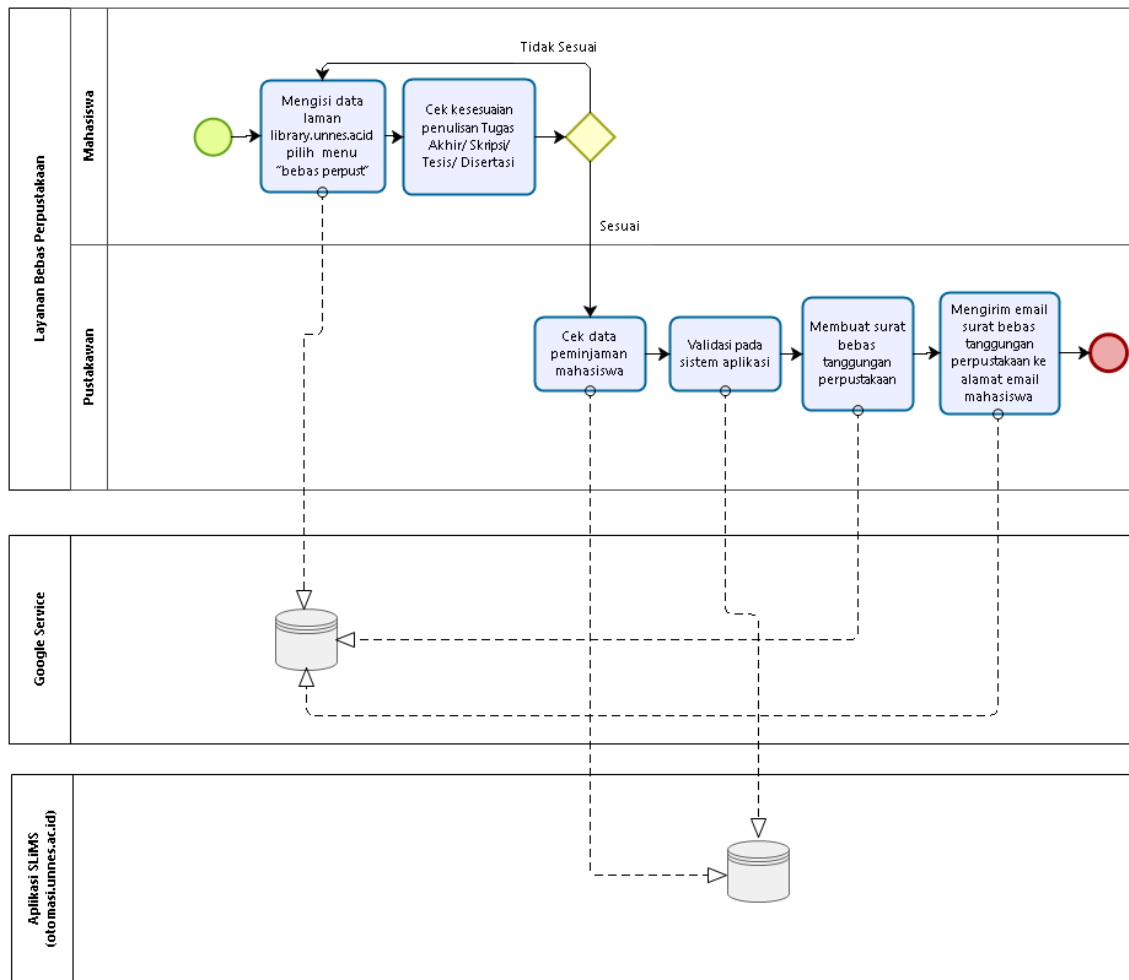 Layanan Bebas Perpustakaan
Mahasiswa
Tidak Sesuai
Mengisi data
laman
library.unnes.acid
pilih menu
“bebas perpust”
Cek kesesuaian
penulisan Tugas
Akhir/ Skripsi/
Tesis/ Disertasi
Sesuai
Pustakawan
Cek data
peminjaman
mahasiswa
Validasi pada
sistem aplikasi
Membuat surat
bebas
tanggungan
perpustakaan
Mengirim email
surat bebas
tanggungan
perpustakaan ke
alamat email
mahasiswa
Google Service
Aplikasi SLiMS
(otomasi.unnes.ac.id)